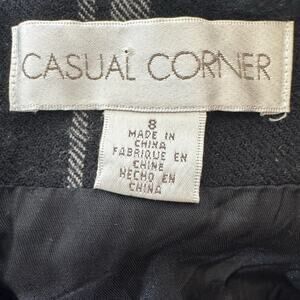 CASUAL CORNER
8
MADE IN
CHINA
FABRIQUE EN
CHINE
HECHO EN
CHINA